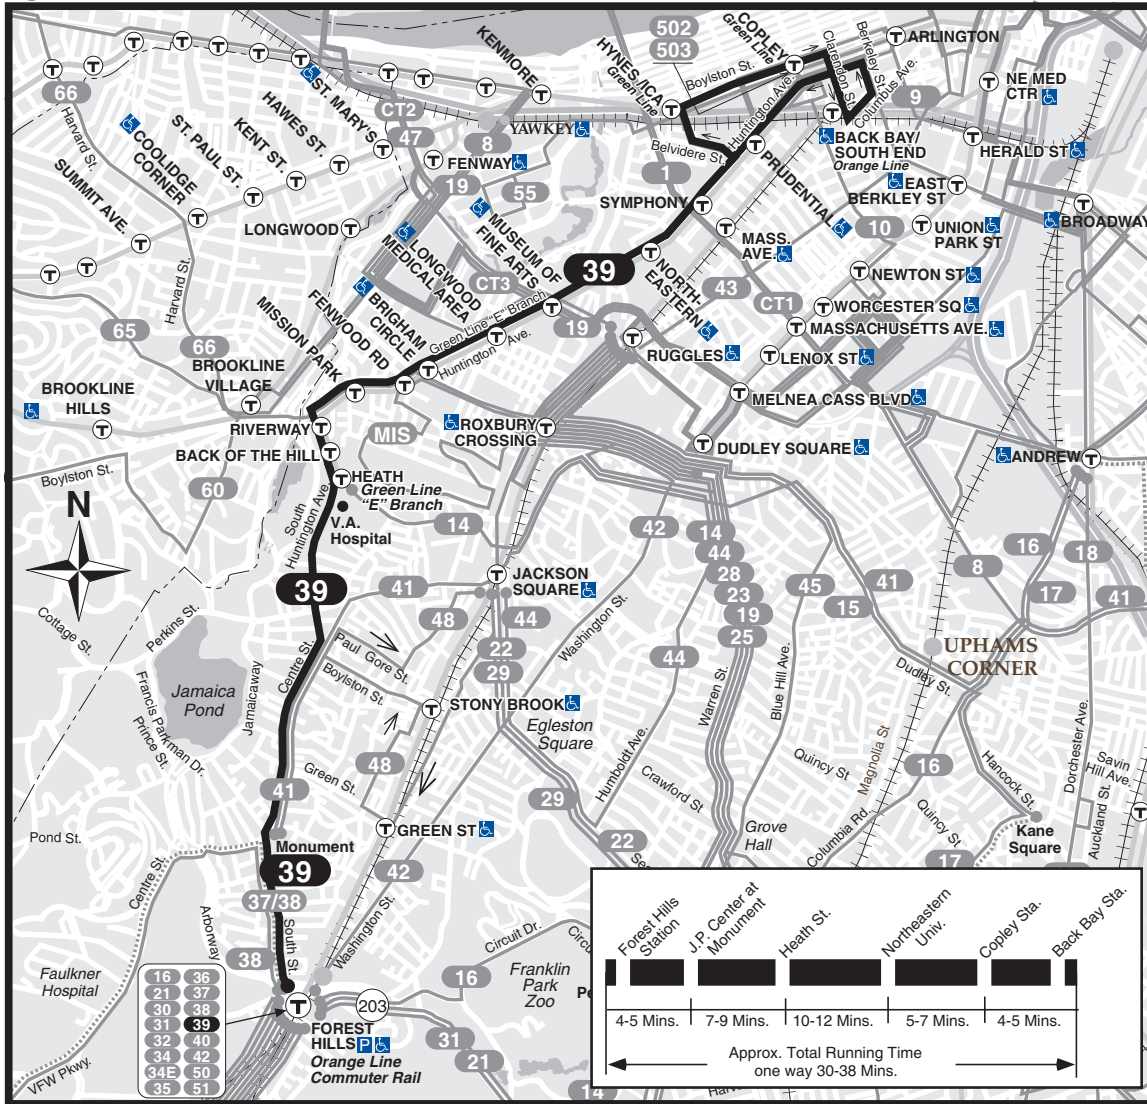 502
503
COPLEY
Green Line
HYNES /ICA
Green Line
KENMORE
Boylston St.
Clarendon St.
Berkeley St.
Columbus Ave.
Huntington Ave.
ARLINGTON
9
NE MED
CTR
66
Harvard St.
ST. MARY'S
HAWES ST.
KENT ST.
ST. PAUL ST.
COOLIDGE
CORNER
SUMMIT AVE.
CT2
47
8
YAWKEY
FENWAY
19
55
Belvidere St.
1
BACK BAY/
SOUTH END
Orange Line
HERALD ST
PRUDENTIAL
EAST
BERKLEY ST
BROADWAY
SYMPHONY
10
UNION
PARK ST
MASS.
AVE.
LONGWOOD
LONGWOOD
MEDICAL AREA
MUSEUM OF
FINE ARTS
CT3
39
NORTH-
EASTERN
43
CT1
NEWTON ST
WORCESTER SQ
MASSACHUSETTS AVE.
19
RUGGLES
LENOX ST
MELNEA CASS BLVD
Harvard St.
65
66
BROOKLINE
VILLAGE
BROOKLINE
HILLS
MISSION PARK
FENWOOD RD
BRIGHAM
CIRCLE
Green Line "E" Branch
Huntington Ave.
RIVERWAY
BACK OF THE HILL
MIS
ROXBURY
CROSSING
DUDLEY SQUARE
ANDREW
Boylston St.
60
HEATH
Green Line
"E" Branch
V.A.
Hospital
South
Huntington Ave.
14
N
39
41
48
JACKSON
SQUARE
44
22
29
42
Washington St.
14
44
28
23
19
25
44
45
15
41
8
16
17
18
41
UPHAMS
CORNER
Dudley St.
Cottage St.
Perkins St.
Jamaica
Pond
Jamaicaway
Francis Parkman Dr.
Prince St.
Centre St.
Paul Gore St.
Boylston St.
STONY BROOK
Egleston
Square
Warren St.
Blue Hill Ave.
Humboldt Ave.
Crawford St
Quincy St
Magnolia St
16
Hancock St.
Dorchester Ave.
Savin
Hill Ave.
Auckland St.
Quincy St
Columbia Rd.
Kane
Square
17
Grove
Hall
48
Green St.
41
GREEN ST
29
22
Pond St.
Monument
39
42
37/38
Centre St.
Arborway
38
South St.
Washington St.
Circuit Dr.
16
Franklin
Park
Zoo
Faulkner
Hospital
VFW Pkwy.
16 36
21 37
30 38
31 39
32 40
34 42
34E 50
35 51
203
FOREST
HILLS P
Orange Line
Commuter Rail
31
21
14
Forest Hills
Station
J.P. Center at
Monument
Heath St.
Northeastern
Univ.
Copley Sta.
Back Bay Sta.
4-5 Mins. 7-9 Mins. 10-12 Mins. 5-7 Mins. 4-5 Mins.
Approx. Total Running Time
one way 30-38 Mins.